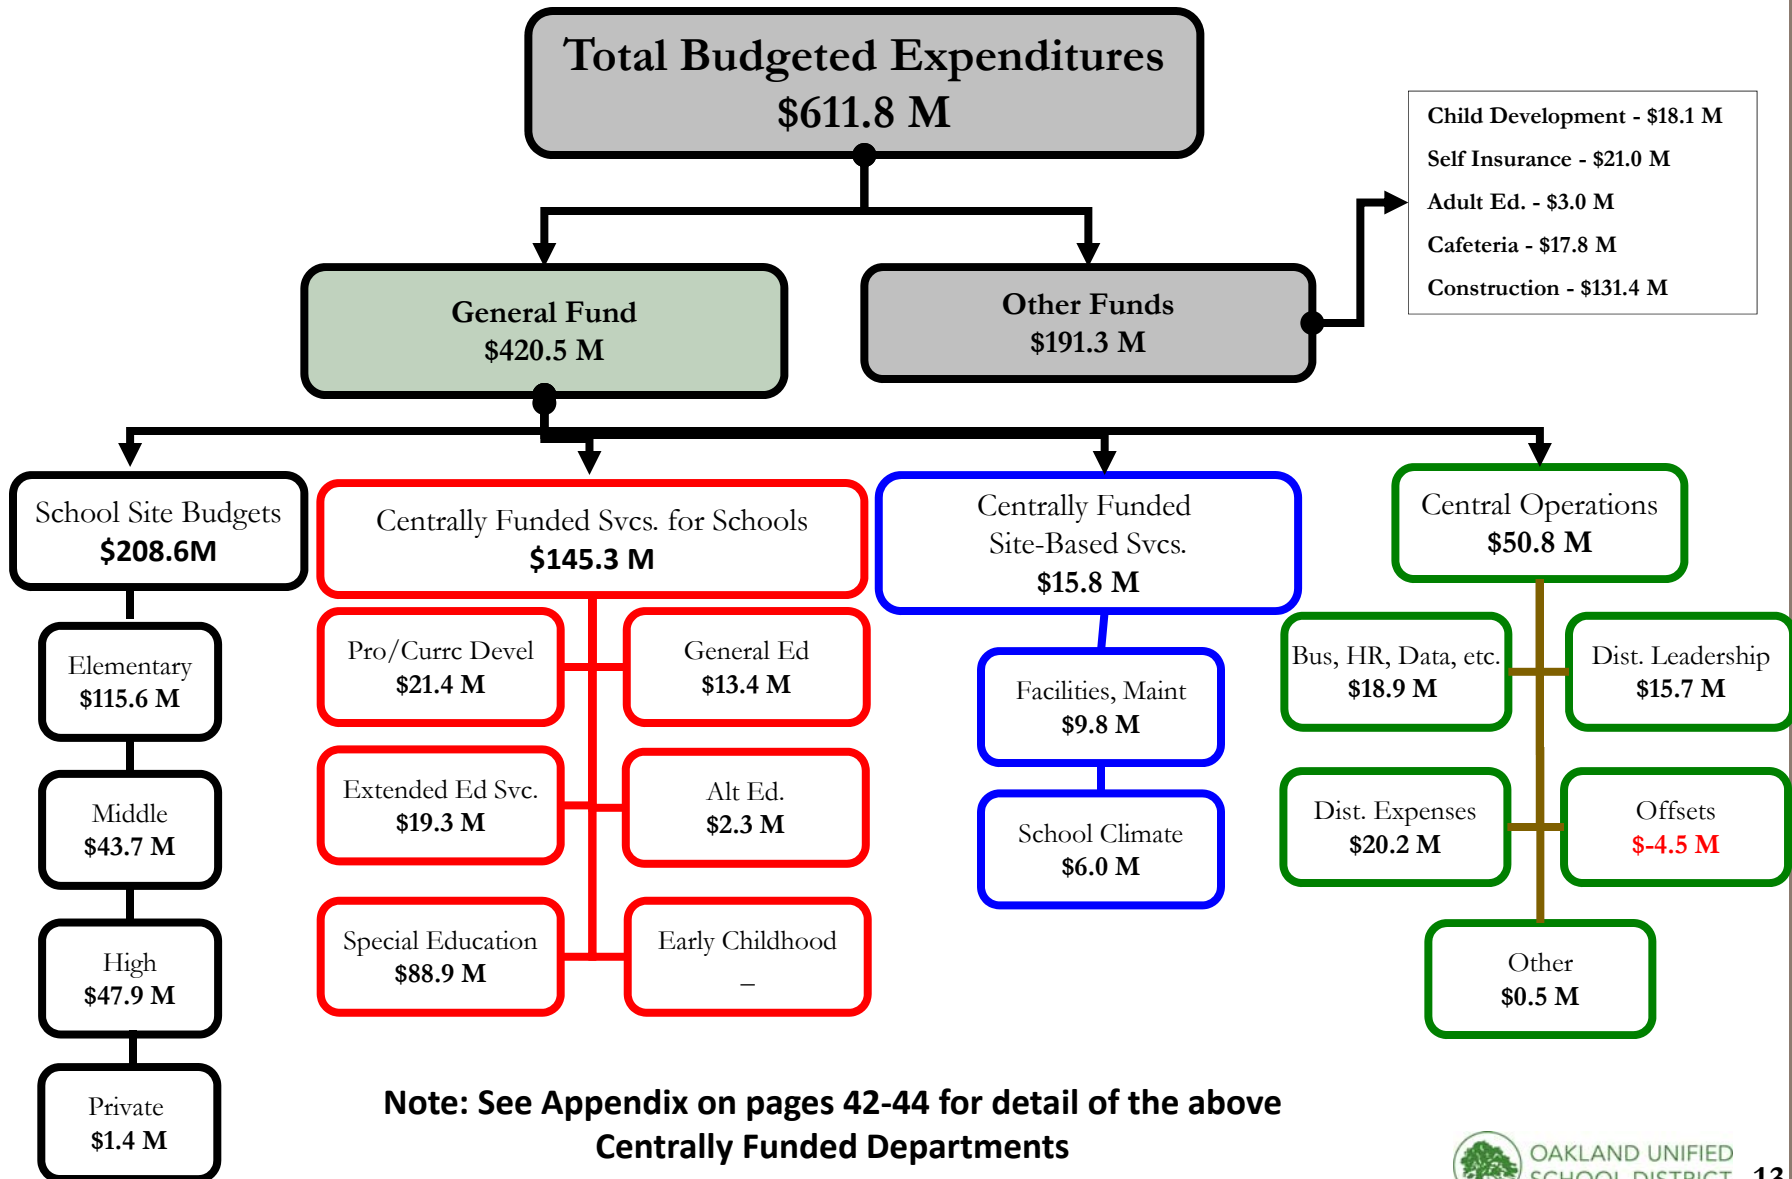 Total Budgeted Expenditures
$611.8 M
Child Development - $18.1 M
Self Insurance - $21.0 M
Adult Ed. - $3.0 M
Cafeteria - $17.8 M
Construction - $131.4 M
General Fund
$420.5 M
Other Funds
$191.3 M
School Site Budgets
$208.6M
Centrally Funded Svcs. for Schools
$145.3 M
Centrally Funded
Site-Based Svcs.
$15.8 M
Central Operations
$50.8 M
Elementary
$115.6 M
Middle
$43.7 M
High
$47.9 M
Private
$1.4 M
Pro/Currc Devel
$21.4 M
General Ed
$13.4 M
Extended Ed Svc.
$19.3 M
Alt Ed.
$2.3 M
Special Education
$88.9 M
Early Childhood
–
Facilities, Maint
$9.8 M
School Climate
$6.0 M
Bus, HR, Data, etc.
$18.9 M
Dist. Leadership
$15.7 M
Dist. Expenses
$20.2 M
Offsets
$-4.5 M
Other
$0.5 M
Note: See Appendix on pages 42-44 for detail of the above
Centrally Funded Departments
OAKLAND UNIFIED
SCHOOL DISTRICT
13